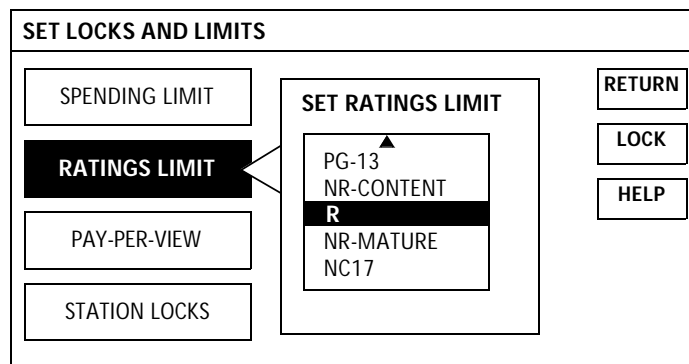 SET LOCKS AND LIMITS
SPENDING LIMIT
RATINGS LIMIT
PAY-PER-VIEW
STATION LOCKS
SET RATINGS LIMIT
PG-13
NR-CONTENT
R
NR-MATURE
NC17
RETURN
LOCK
HELP